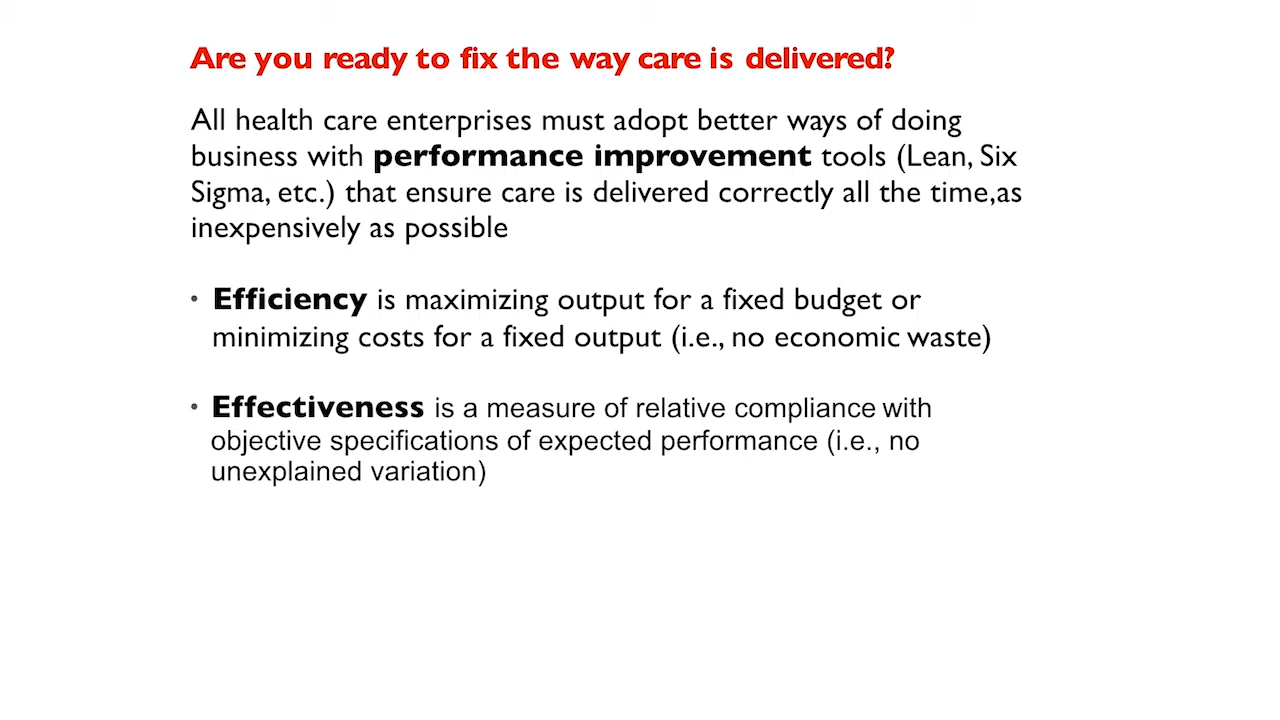 Are you ready to fix the way care is delivered?
All health care enterprises must adopt better ways of doing
business with performance improvement tools (Lean, Six
Sigma, etc.) that ensure care is delivered correctly all the time,as
inexpensively as possible
• Efficiency is maximizing output for a fixed budget or
minimizing costs for a fixed output (i.e., no economic waste)
• Effectiveness is a measure of relative compliance with
objective specifications of expected performance (i.e., no
unexplained variation)